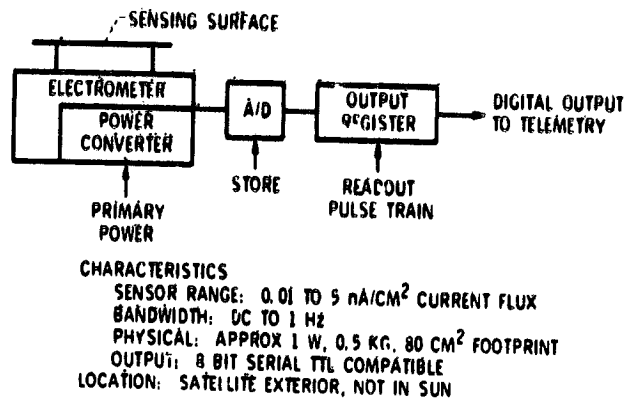 SENSING SURFACE
ELECTROMETER
POWER
CONVERTER
A/D
OUTPUT
REGISTER
DIGITAL OUTPUT
TO TELEMETRY
STORE
READOUT
PULSE TRAIN
PRIMARY
POWER
CHARACTERISTICS
SENSOR RANGE: 0.01 TO 5 nA/CM² CURRENT FLUX
BANDWIDTH: DC TO 1 Hz
PHYSICAL: APPROX 1 W, 0.5 KG, 80 CM² FOOTPRINT
OUTPUT: 8 BIT SERIAL TTL COMPATIBLE
LOCATION: SATELLITE EXTERIOR, NOT IN SUN